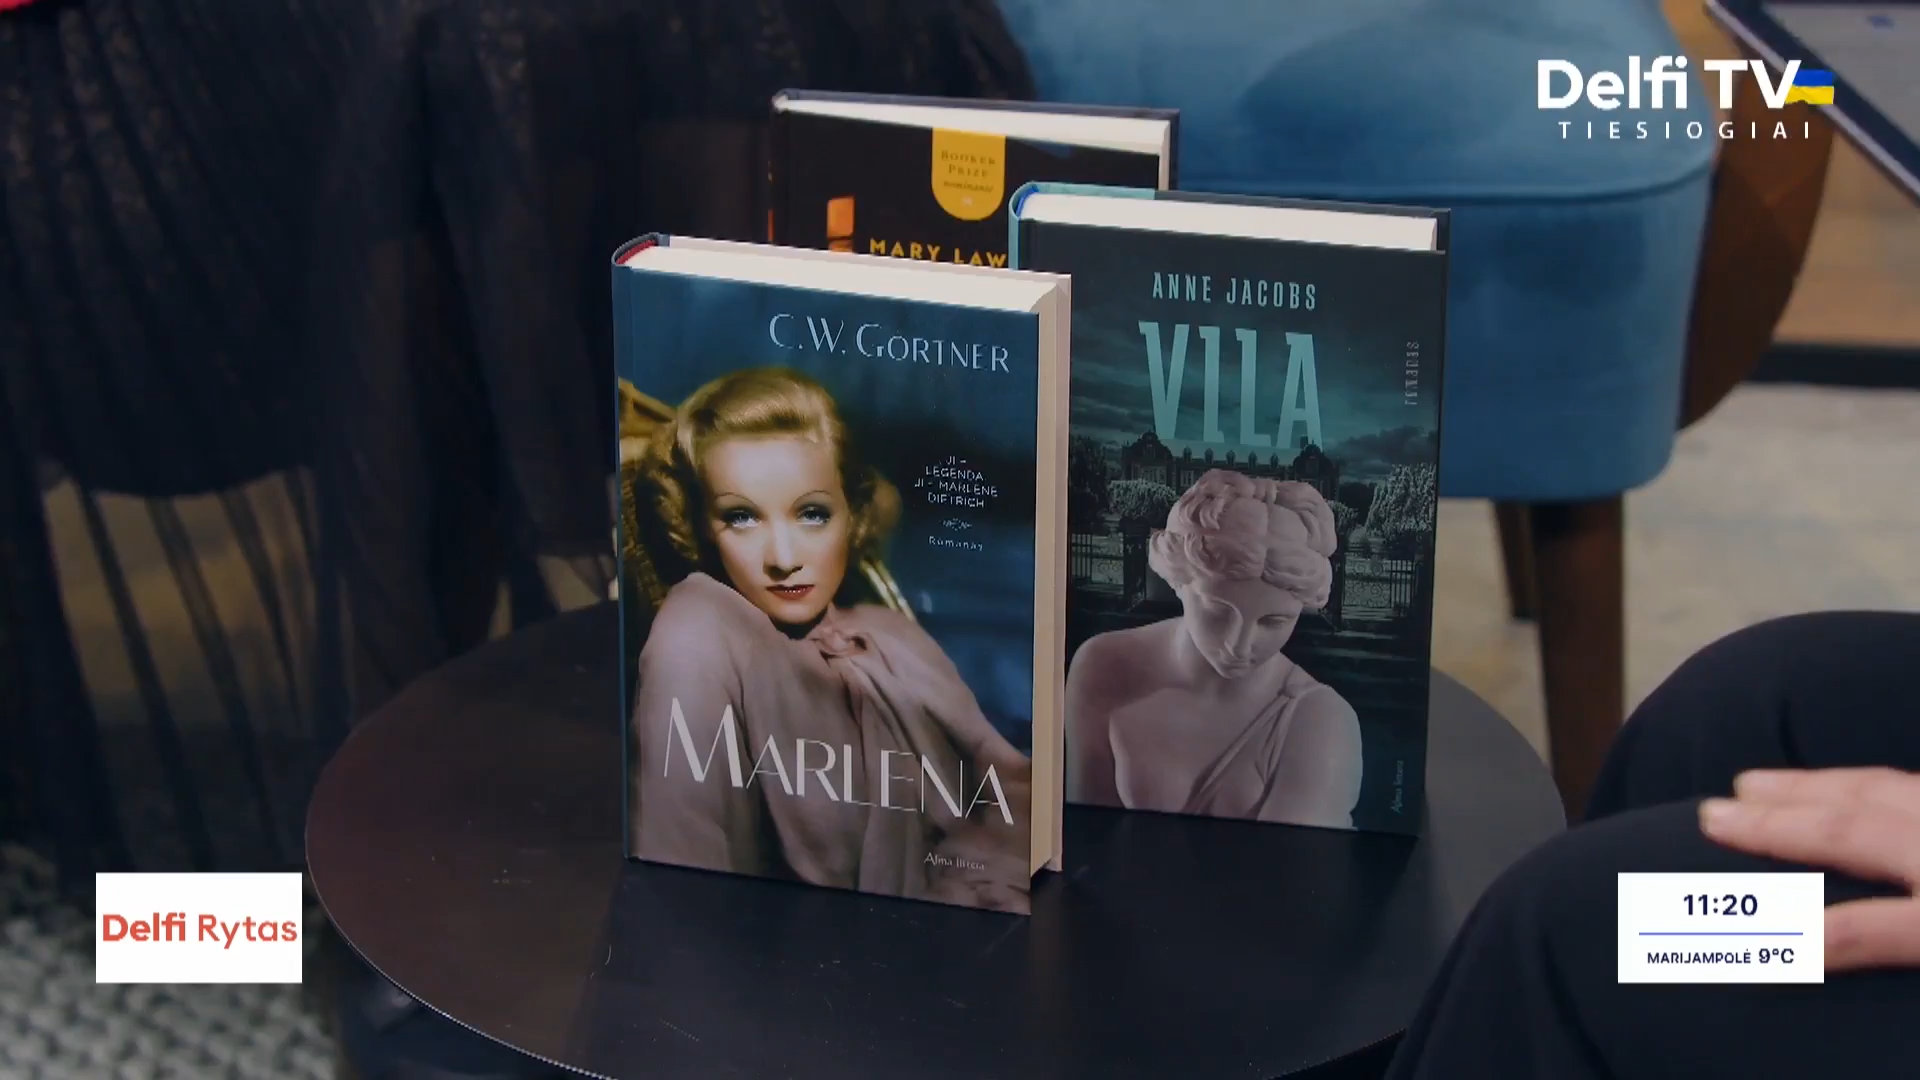 Delfi TV
TIESIOGIAI
BOOKER
PRIZE
nominantė
MARY LAW
ANNE JACOBS
VILA
ROMANAS
Alma littera
C.W. GORTNER
JI –
LEGENDA
JI – MARLENE
DIETRICH
Romanas
MARLENA
Alma littera
Delfi Rytas
11:20
MARIJAMPOLĖ 9°C